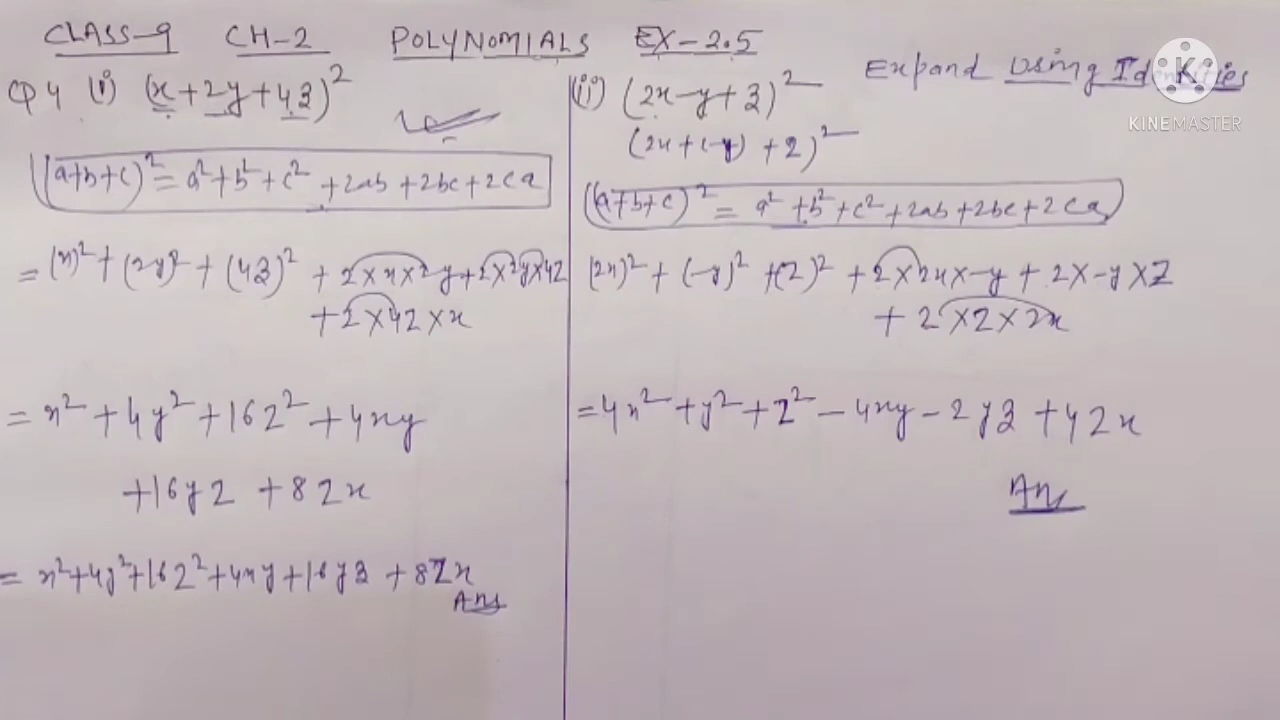 CLASS-9 CH-2 POLYNOMIALS EX-2.5
Expand Using Identities
KINEMASTER
Q4 (i) (x+2y+4z)²
(a+b+c)² = a²+b²+c²+2ab+2bc+2ca
= (x)²+(2y)²+(4z)²+2×x×2y+2×2y×4z
+2×4z×x
= x²+4y²+16z²+4xy
+16yz+8zx
= x²+4y²+16z²+4xy+16yz+8zx
Ans
(ii) (2x-y+z)²
(2x+(-y)+z)²
(a+b+c)² = a²+b²+c²+2ab+2bc+2ca
(2x)²+(-y)²+(z)²+2×2x×-y+2×-y×z
+2×z×2x
=4x²+y²+z²-4xy-2yz+4zx
Ans